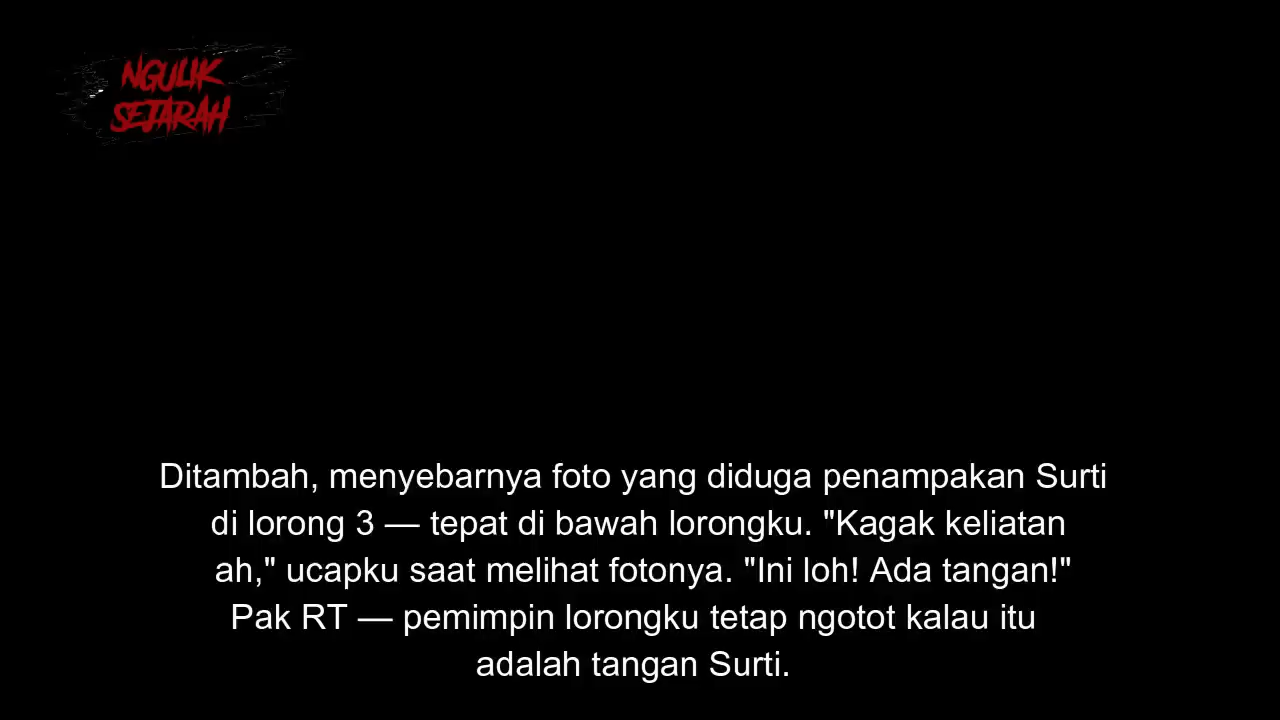 NGULIK
SEJARAH
Ditambah, menyebarnya foto yang diduga penampakan Surti
di lorong 3 — tepat di bawah lorongku. "Kagak keliatan
ah," ucapku saat melihat fotonya. "Ini loh! Ada tangan!"
Pak RT — pemimpin lorongku tetap ngotot kalau itu
adalah tangan Surti.